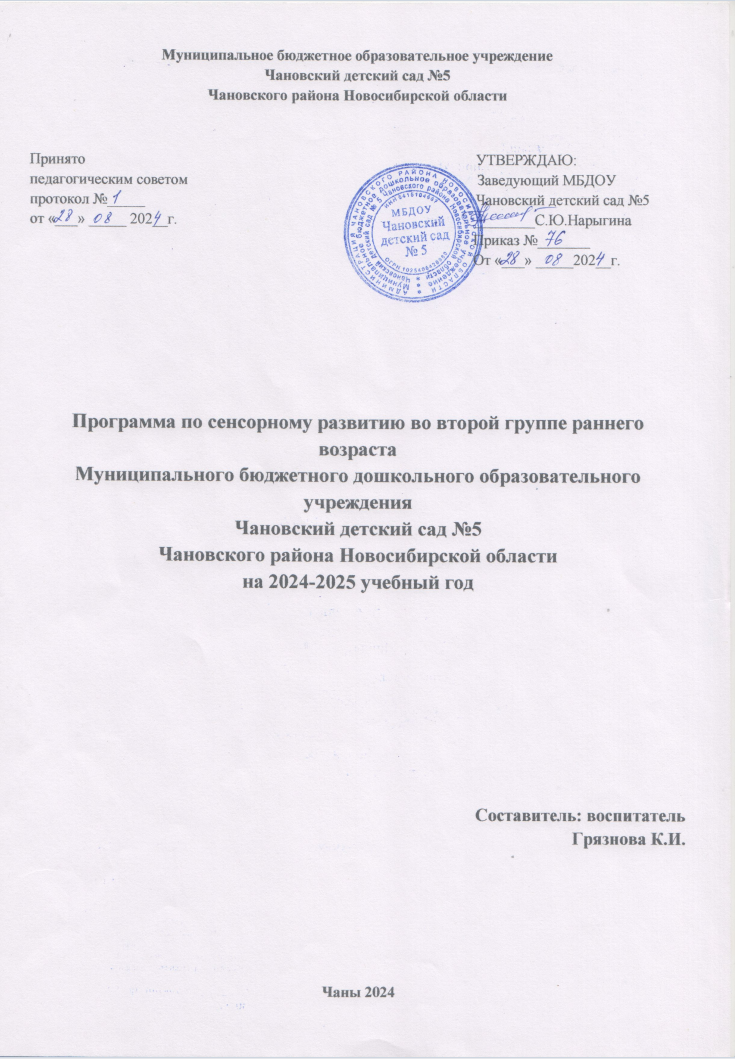 Муниципальное бюджетное образовательное учреждение
Чановский детский сад №5
Чановского района Новосибирской области
Принято
педагогическим советом
протокол № 1
от «28» 08 2024 г.
УТВЕРЖДАЮ:
Заведующий МБДОУ
Чановский детский сад №5
С.Ю.Нарыгина
Приказ № 76
От «28» 08 2024 г.
МБДОУ
Чановский
детский сад
№ 5
Программа по сенсорному развитию во второй группе раннего
возраста
Муниципального бюджетного дошкольного образовательного
учреждения
Чановский детский сад №5
Чановского района Новосибирской области
на 2024-2025 учебный год
Составитель: воспитатель
Грязнова К.И.
Чаны 2024